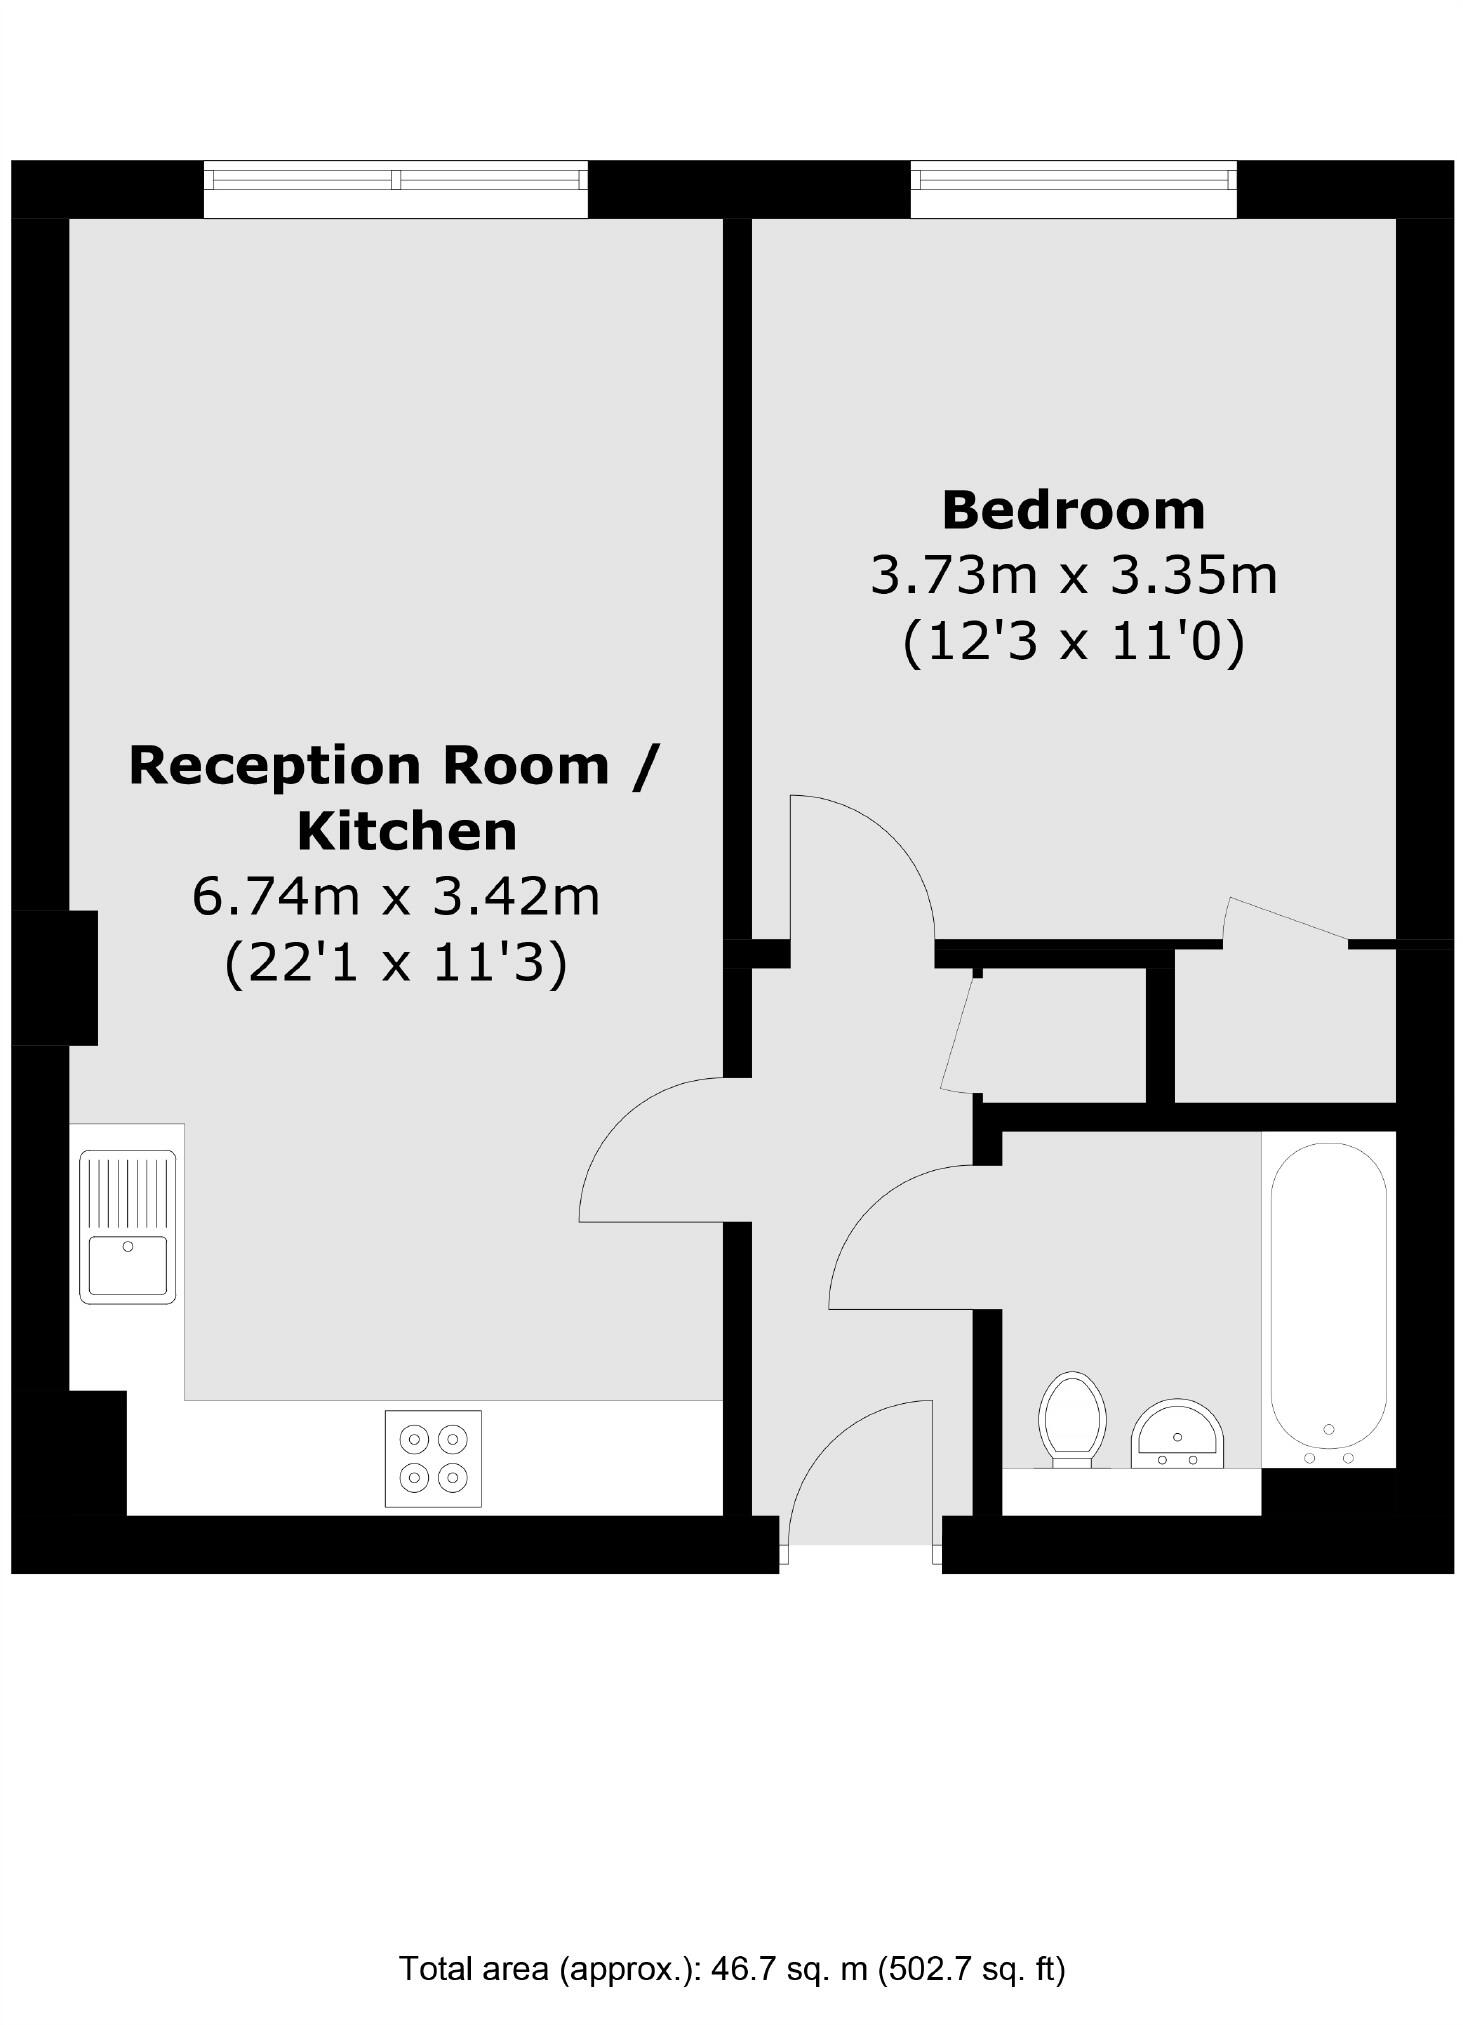 Bedroom
3.73m x 3.35m
(12'3 x 11'0)
Reception Room /
Kitchen
6.74m x 3.42m
(22'1 x 11'3)
Total area (approx.): 46.7 sq. m (502.7 sq. ft)